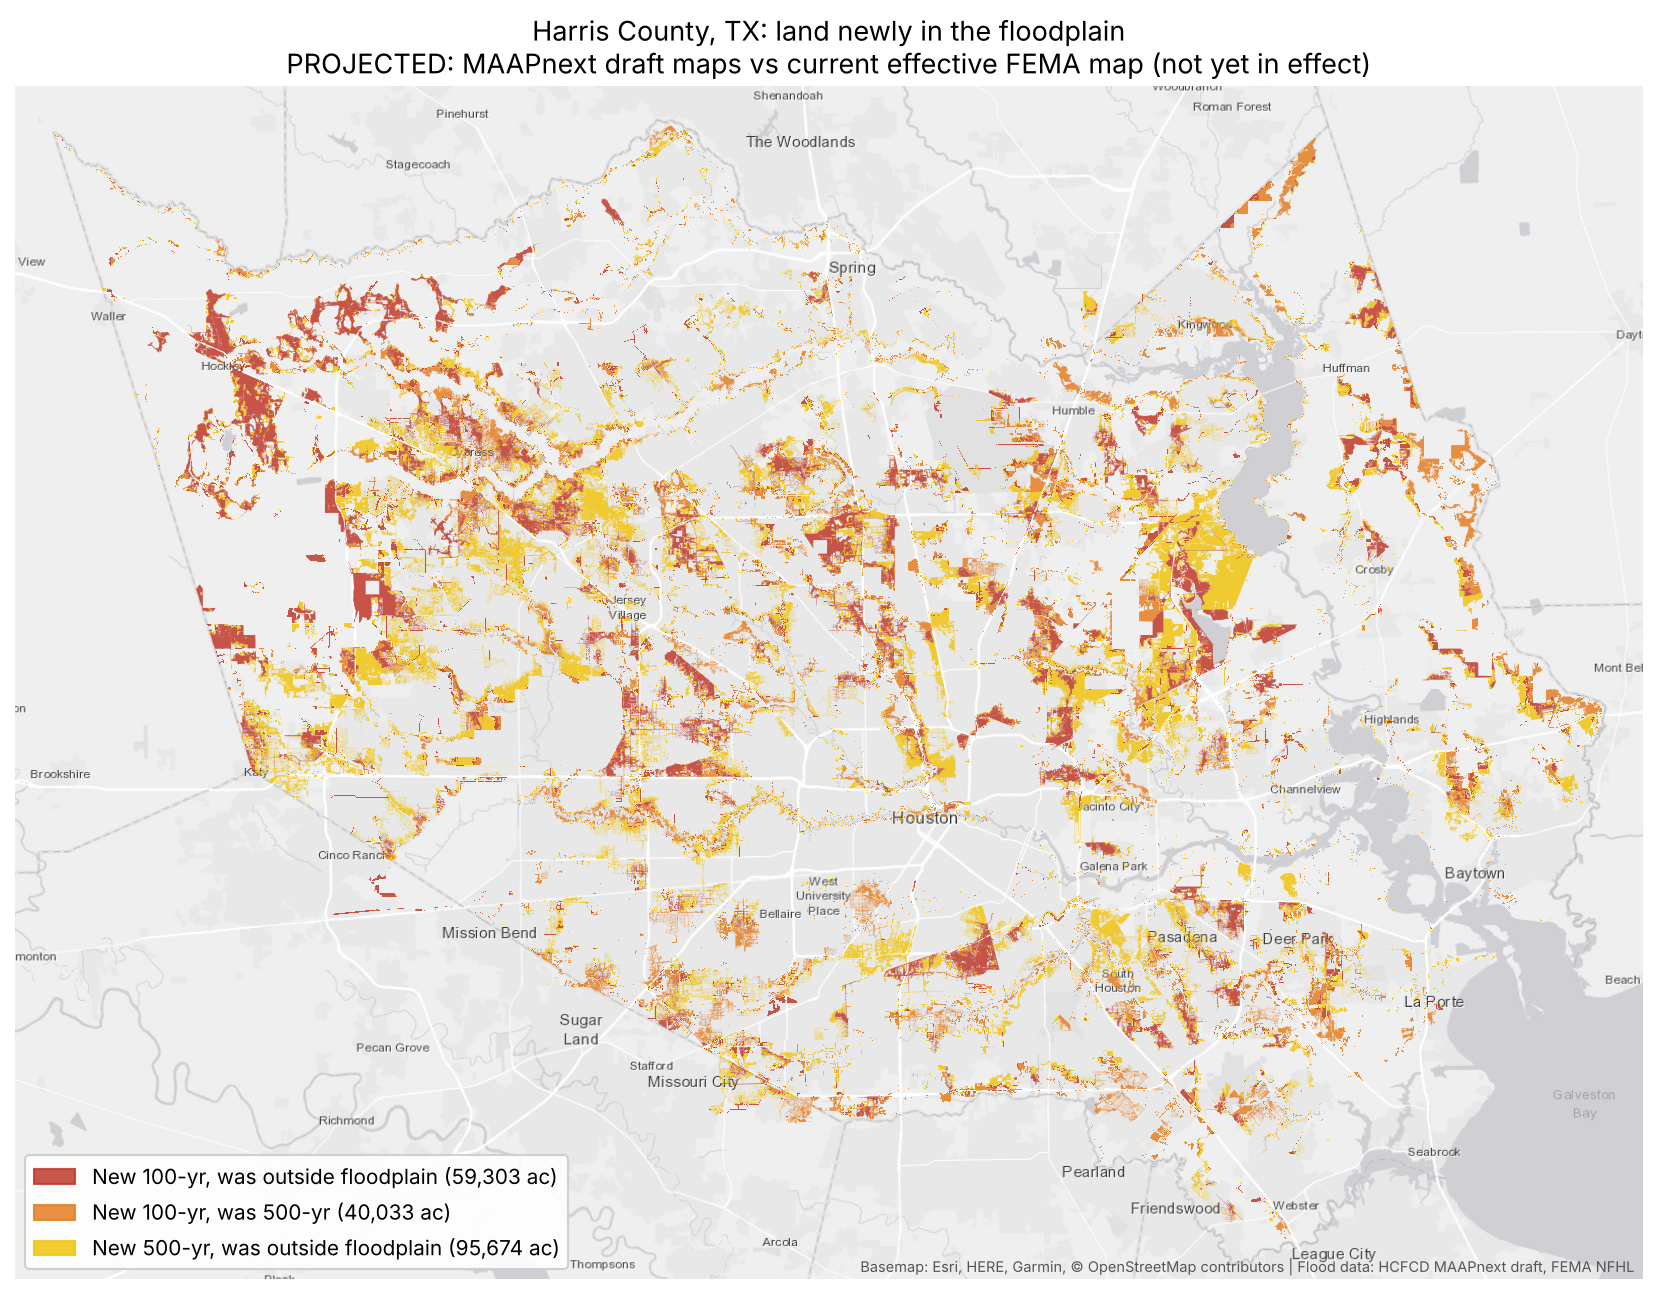 Harris County, TX: land newly in the floodplain
PROJECTED: MAAPnext draft maps vs current effective FEMA map (not yet in effect)
Shenandoah
Roman Forest
Pinehurst
The Woodlands
Stagecoach
View
Spring
Waller
Kingwood
Hockley
Huffman
Humble
Crosby
Jersey
Village
Mont Bel
on
Highlands
Katy
Brookshire
Channelview
Jacinto City
Houston
Cinco Ranch
Galena Park
Baytown
West
University
Place
Bellaire
Mission Bend
Pasadena
Deer Park
monton
South
Houston
Beach
La Porte
Sugar
Land
Pecan Grove
Stafford
Missouri City
Galveston
Bay
Richmond
Seabrook
Pearland
Friendswood
Webster
Arcola
League City
Thompsons
New 100-yr, was outside floodplain (59,303 ac)
New 100-yr, was 500-yr (40,033 ac)
New 500-yr, was outside floodplain (95,674 ac)
Basemap: Esri, HERE, Garmin, © OpenStreetMap contributors | Flood data: HCFCD MAAPnext draft, FEMA NFHL